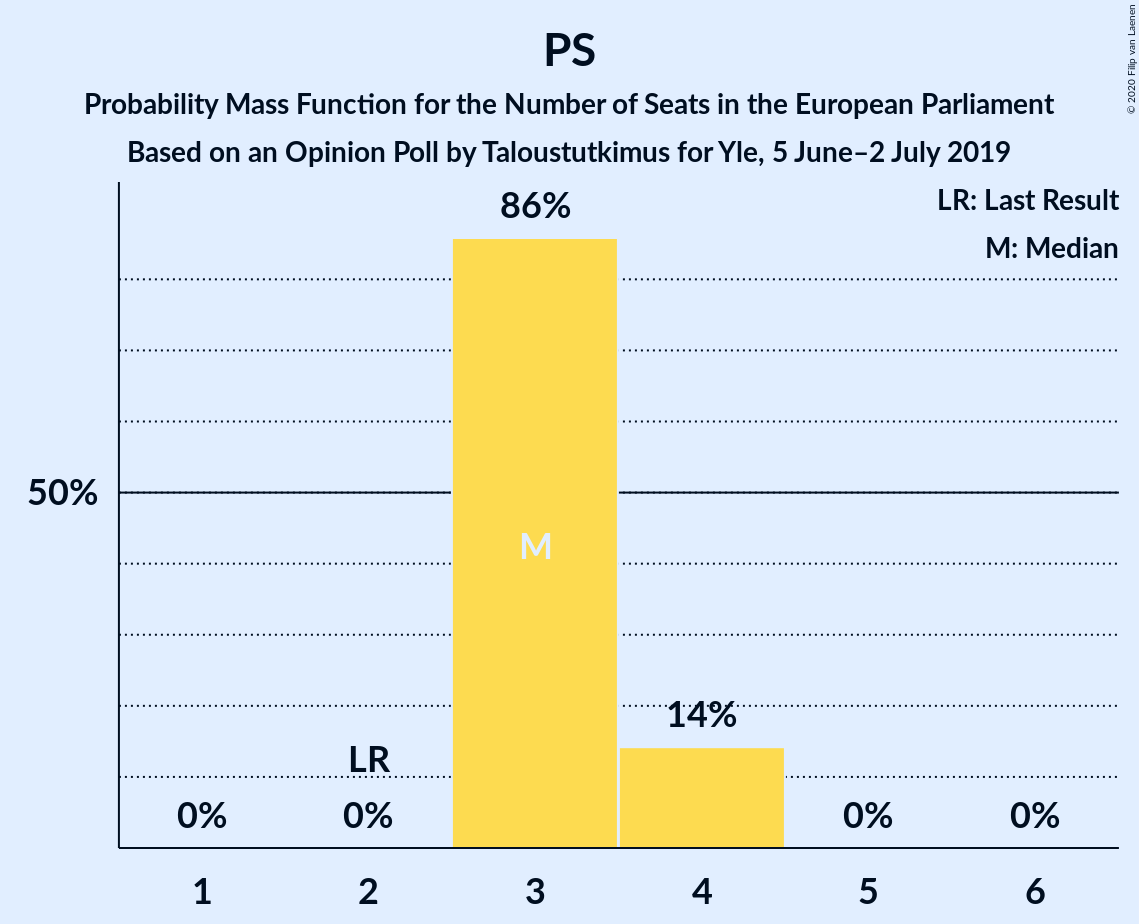 PS
Probability Mass Function for the Number of Seats in the European Parliament
Based on an Opinion Poll by Taloustutkimus for Yle, 5 June–2 July 2019
© 2020 Filip van Laenen
LR: Last Result
M: Median
86%
50%
M
14%
LR
0%
0%
0%
0%
1
2
3
4
5
6